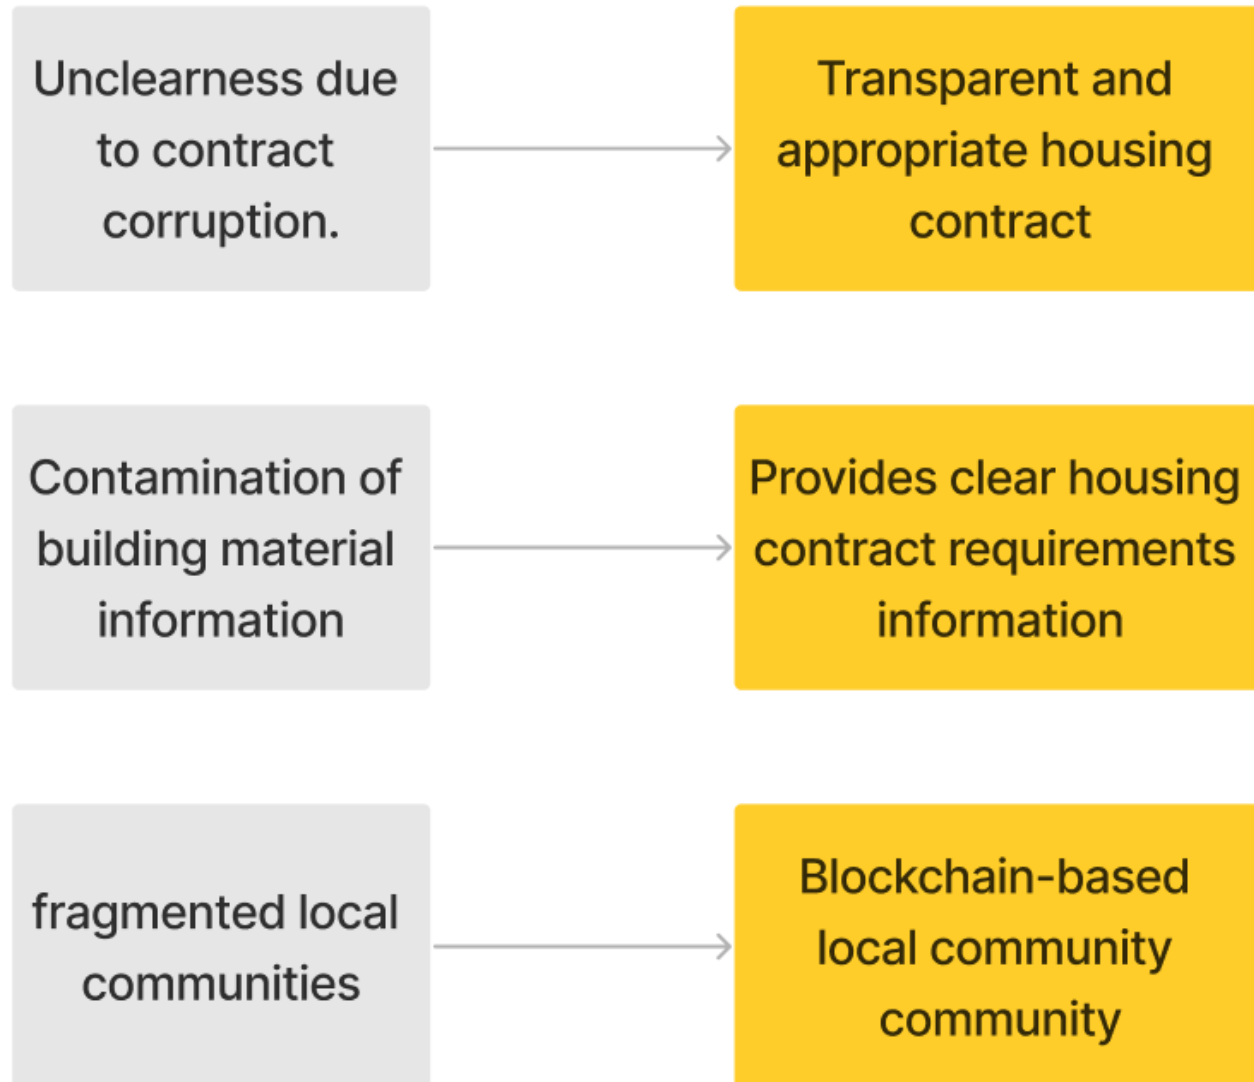 Unclearness due
to contract
corruption.
Transparent and
appropriate housing
contract
Contamination of
building material
information
Provides clear housing
contract requirements
information
fragmented local
communities
Blockchain-based
local community
community